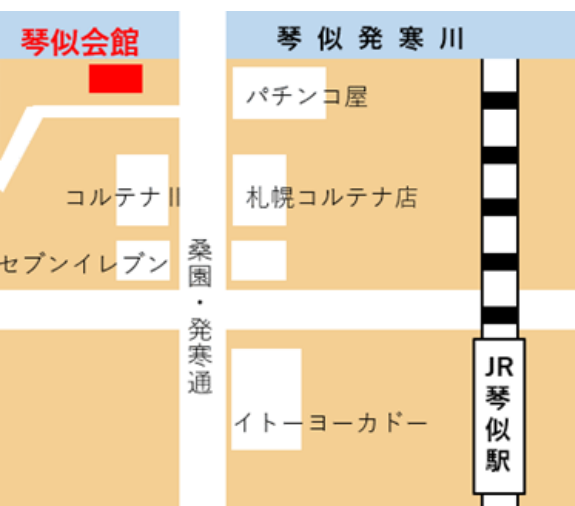 琴似会館
琴似発寒川
パチンコ屋
コルテナⅡ
札幌コルテナ店
セブンイレブン
桑園・発寒通
イトーヨーカドー
JR琴似駅